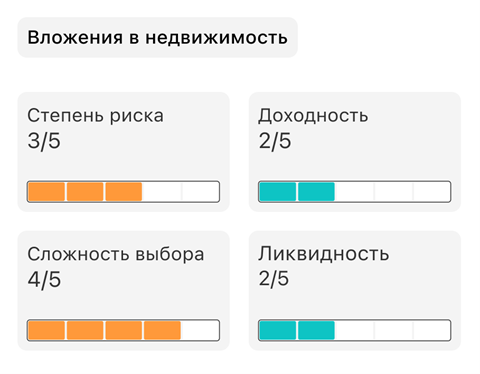 Вложения в недвижимость
Степень риска
3/5
Доходность
2/5
Сложность выбора
4/5
Ликвидность
2/5